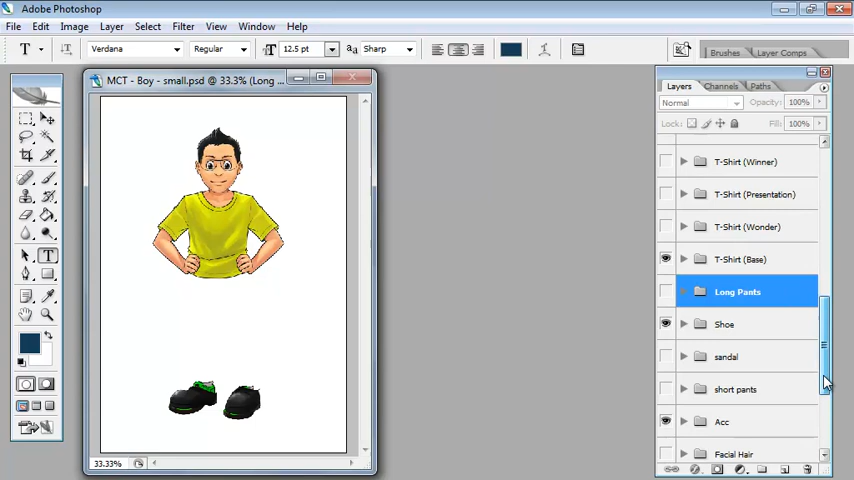 Adobe Photoshop
File Edit Image Layer Select Filter View Window Help
T T Verdana Regular T 12.5 pt aa Sharp Brushes Layer Comps
MCT - Boy - small.psd @ 33.3% (Long ...
Layers Channels Paths
Normal Opacity: 100%
Lock: Fill: 100%
T-Shirt (Winner)
T-Shirt (Presentation)
T-Shirt (Wonder)
T-Shirt (Base)
Long Pants
Shoe
sandal
short pants
Acc
Facial Hair
33.33%